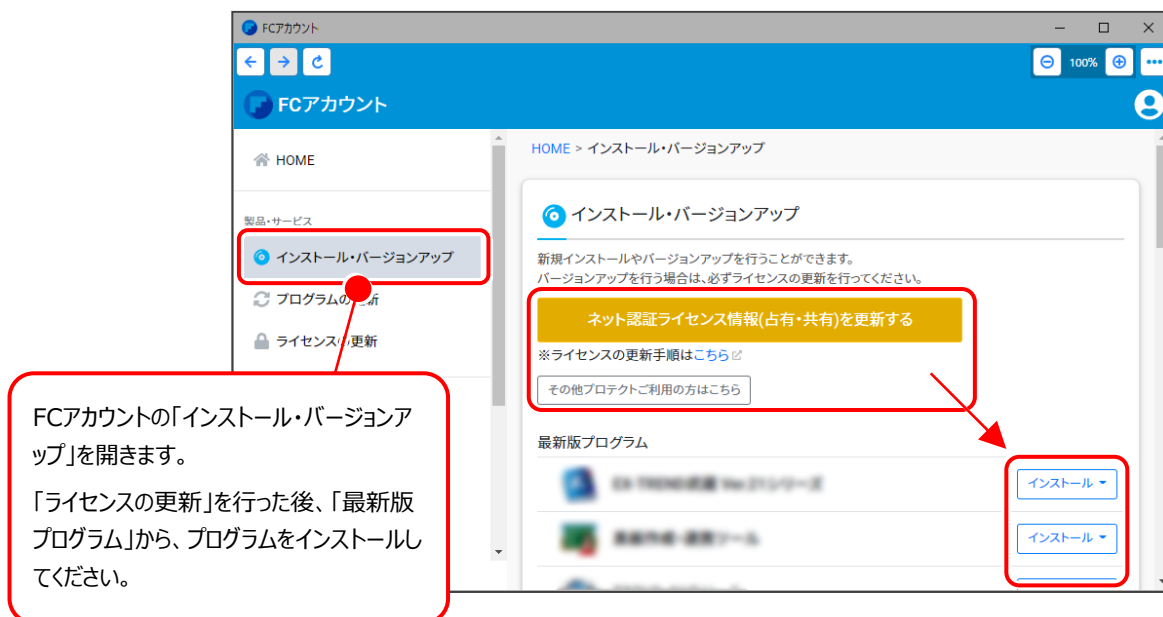 FCアカウント
100%
FCアカウント
HOME
製品・サービス
インストール・バージョンアップ
プログラムの更新
ライセンスの更新
HOME > インストール・バージョンアップ
インストール・バージョンアップ
新規インストールやバージョンアップを行うことができます。
バージョンアップを行う場合は、必ずライセンスの更新を行ってください。
ネット認証ライセンス情報(占有・共有)を更新する
※ライセンスの更新手順はこちら
その他プロテクトご利用の方はこちら
最新版プログラム
インストール
インストール
FCアカウントの「インストール・バージョンア
ップ」を開きます。
「ライセンスの更新」を行った後、「最新版
プログラム」から、プログラムをインストールし
てください。